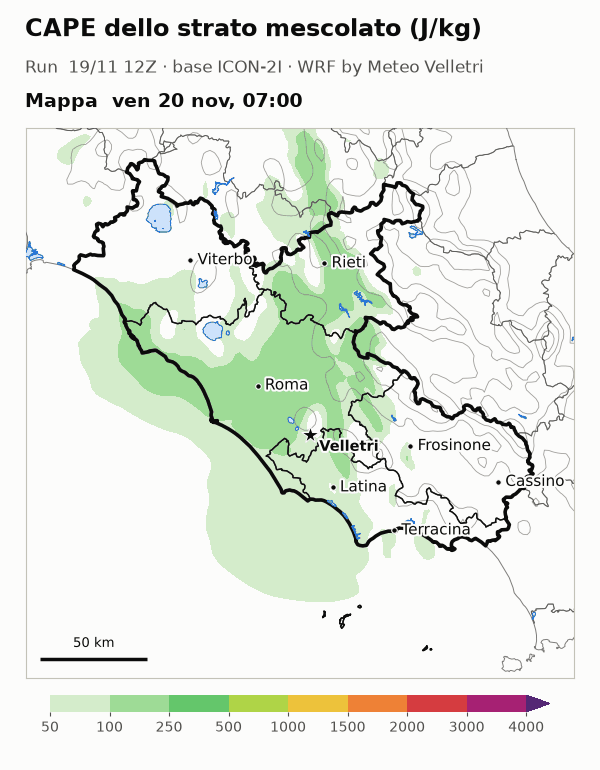 CAPE dello strato mescolato (J/kg)
Run  19/11 12Z · base ICON-2I · WRF by Meteo Velletri
Mappa  ven 20 nov, 07:00
Viterbo
Rieti
Roma
Velletri
Frosinone
Latina
Cassino
Terracina
50 km
50 100 250 500 1000 1500 2000 3000 4000